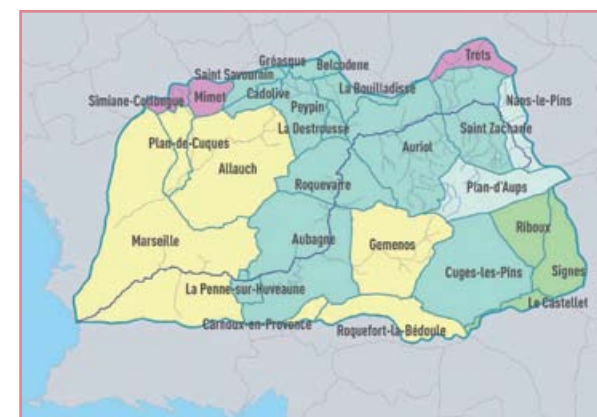 Trets
Gréasque
Belcodene
Saint Savournin
La Bouilladisse
Simiane-Collongue
Mimet
Cadolive
Nans-le-Pins
Peypin
La Destrousse
Saint Zacharie
Plan-de-Cuques
Auriol
Allauch
Roquevaire
Plan-d'Aups
Riboux
Marseille
Aubagne
Gemenos
Cuges-les-Pins
Signes
La Penne-sur-Huveaune
Le Castellet
Carnoux-en-Provence
Roquefort-la-Bédoule